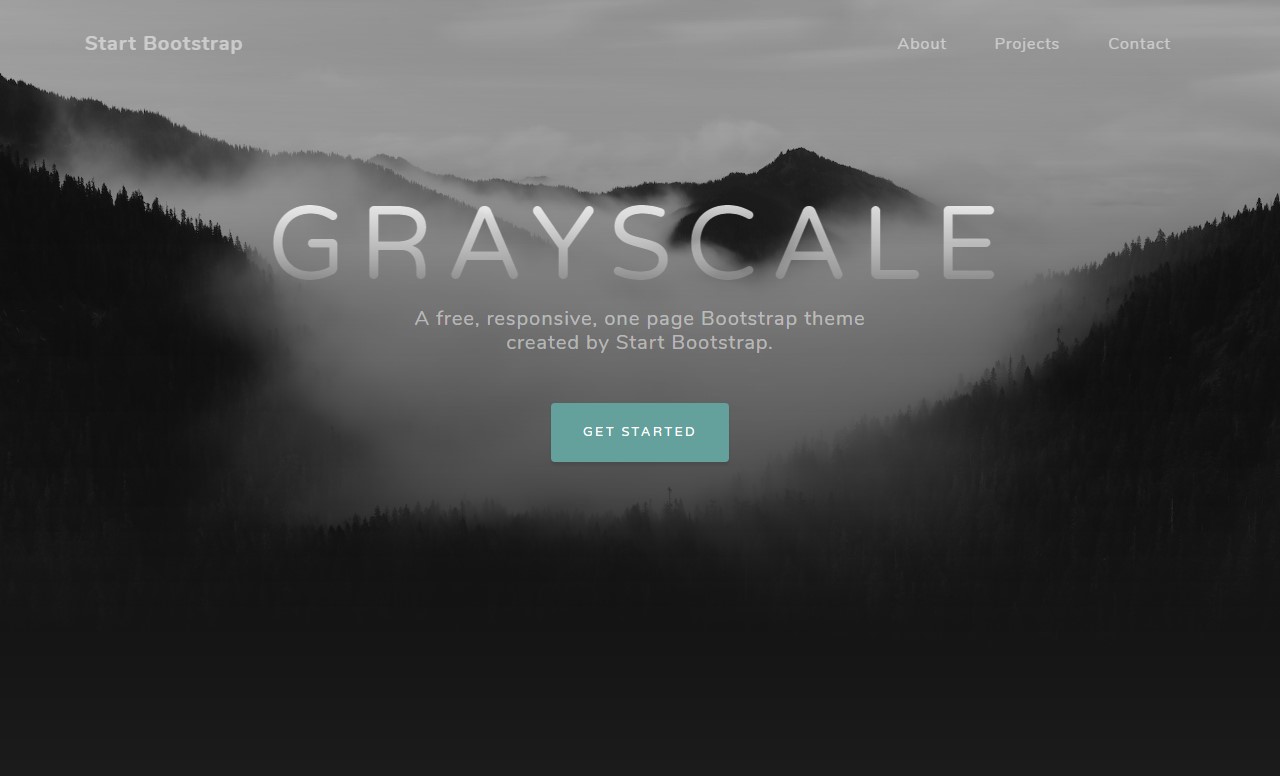 Start Bootstrap
About Projects Contact
GRAYSCALE
A free, responsive, one page Bootstrap theme
created by Start Bootstrap.
GET STARTED